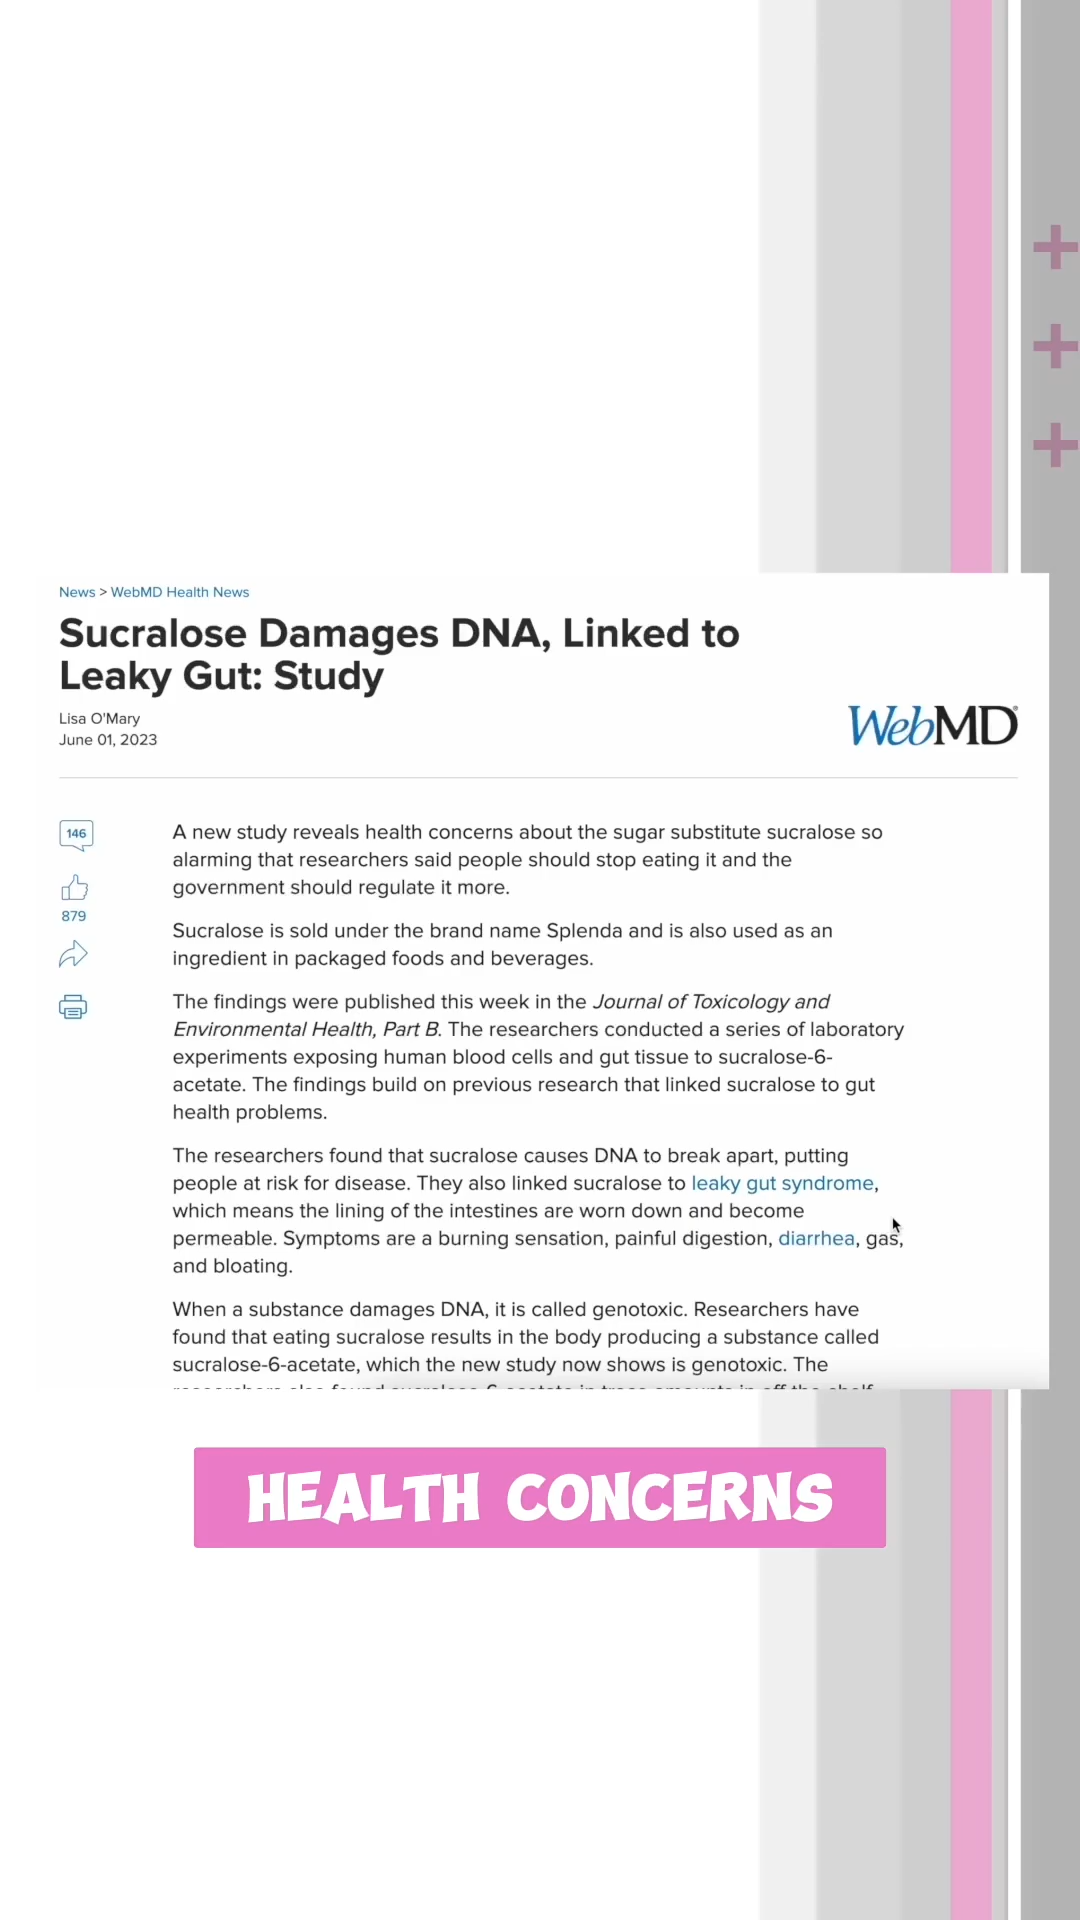 News > WebMD Health News
Sucralose Damages DNA, Linked to
Leaky Gut: Study
Lisa O'Mary
June 01, 2023
WebMD
146
879
A new study reveals health concerns about the sugar substitute sucralose so
alarming that researchers said people should stop eating it and the
government should regulate it more.
Sucralose is sold under the brand name Splenda and is also used as an
ingredient in packaged foods and beverages.
The findings were published this week in the Journal of Toxicology and
Environmental Health, Part B. The researchers conducted a series of laboratory
experiments exposing human blood cells and gut tissue to sucralose-6-
acetate. The findings build on previous research that linked sucralose to gut
health problems.
The researchers found that sucralose causes DNA to break apart, putting
people at risk for disease. They also linked sucralose to leaky gut syndrome,
which means the lining of the intestines are worn down and become
permeable. Symptoms are a burning sensation, painful digestion, diarrhea, gas,
and bloating.
When a substance damages DNA, it is called genotoxic. Researchers have
found that eating sucralose results in the body producing a substance called
sucralose-6-acetate, which the new study now shows is genotoxic. The
HEALTH CONCERNS